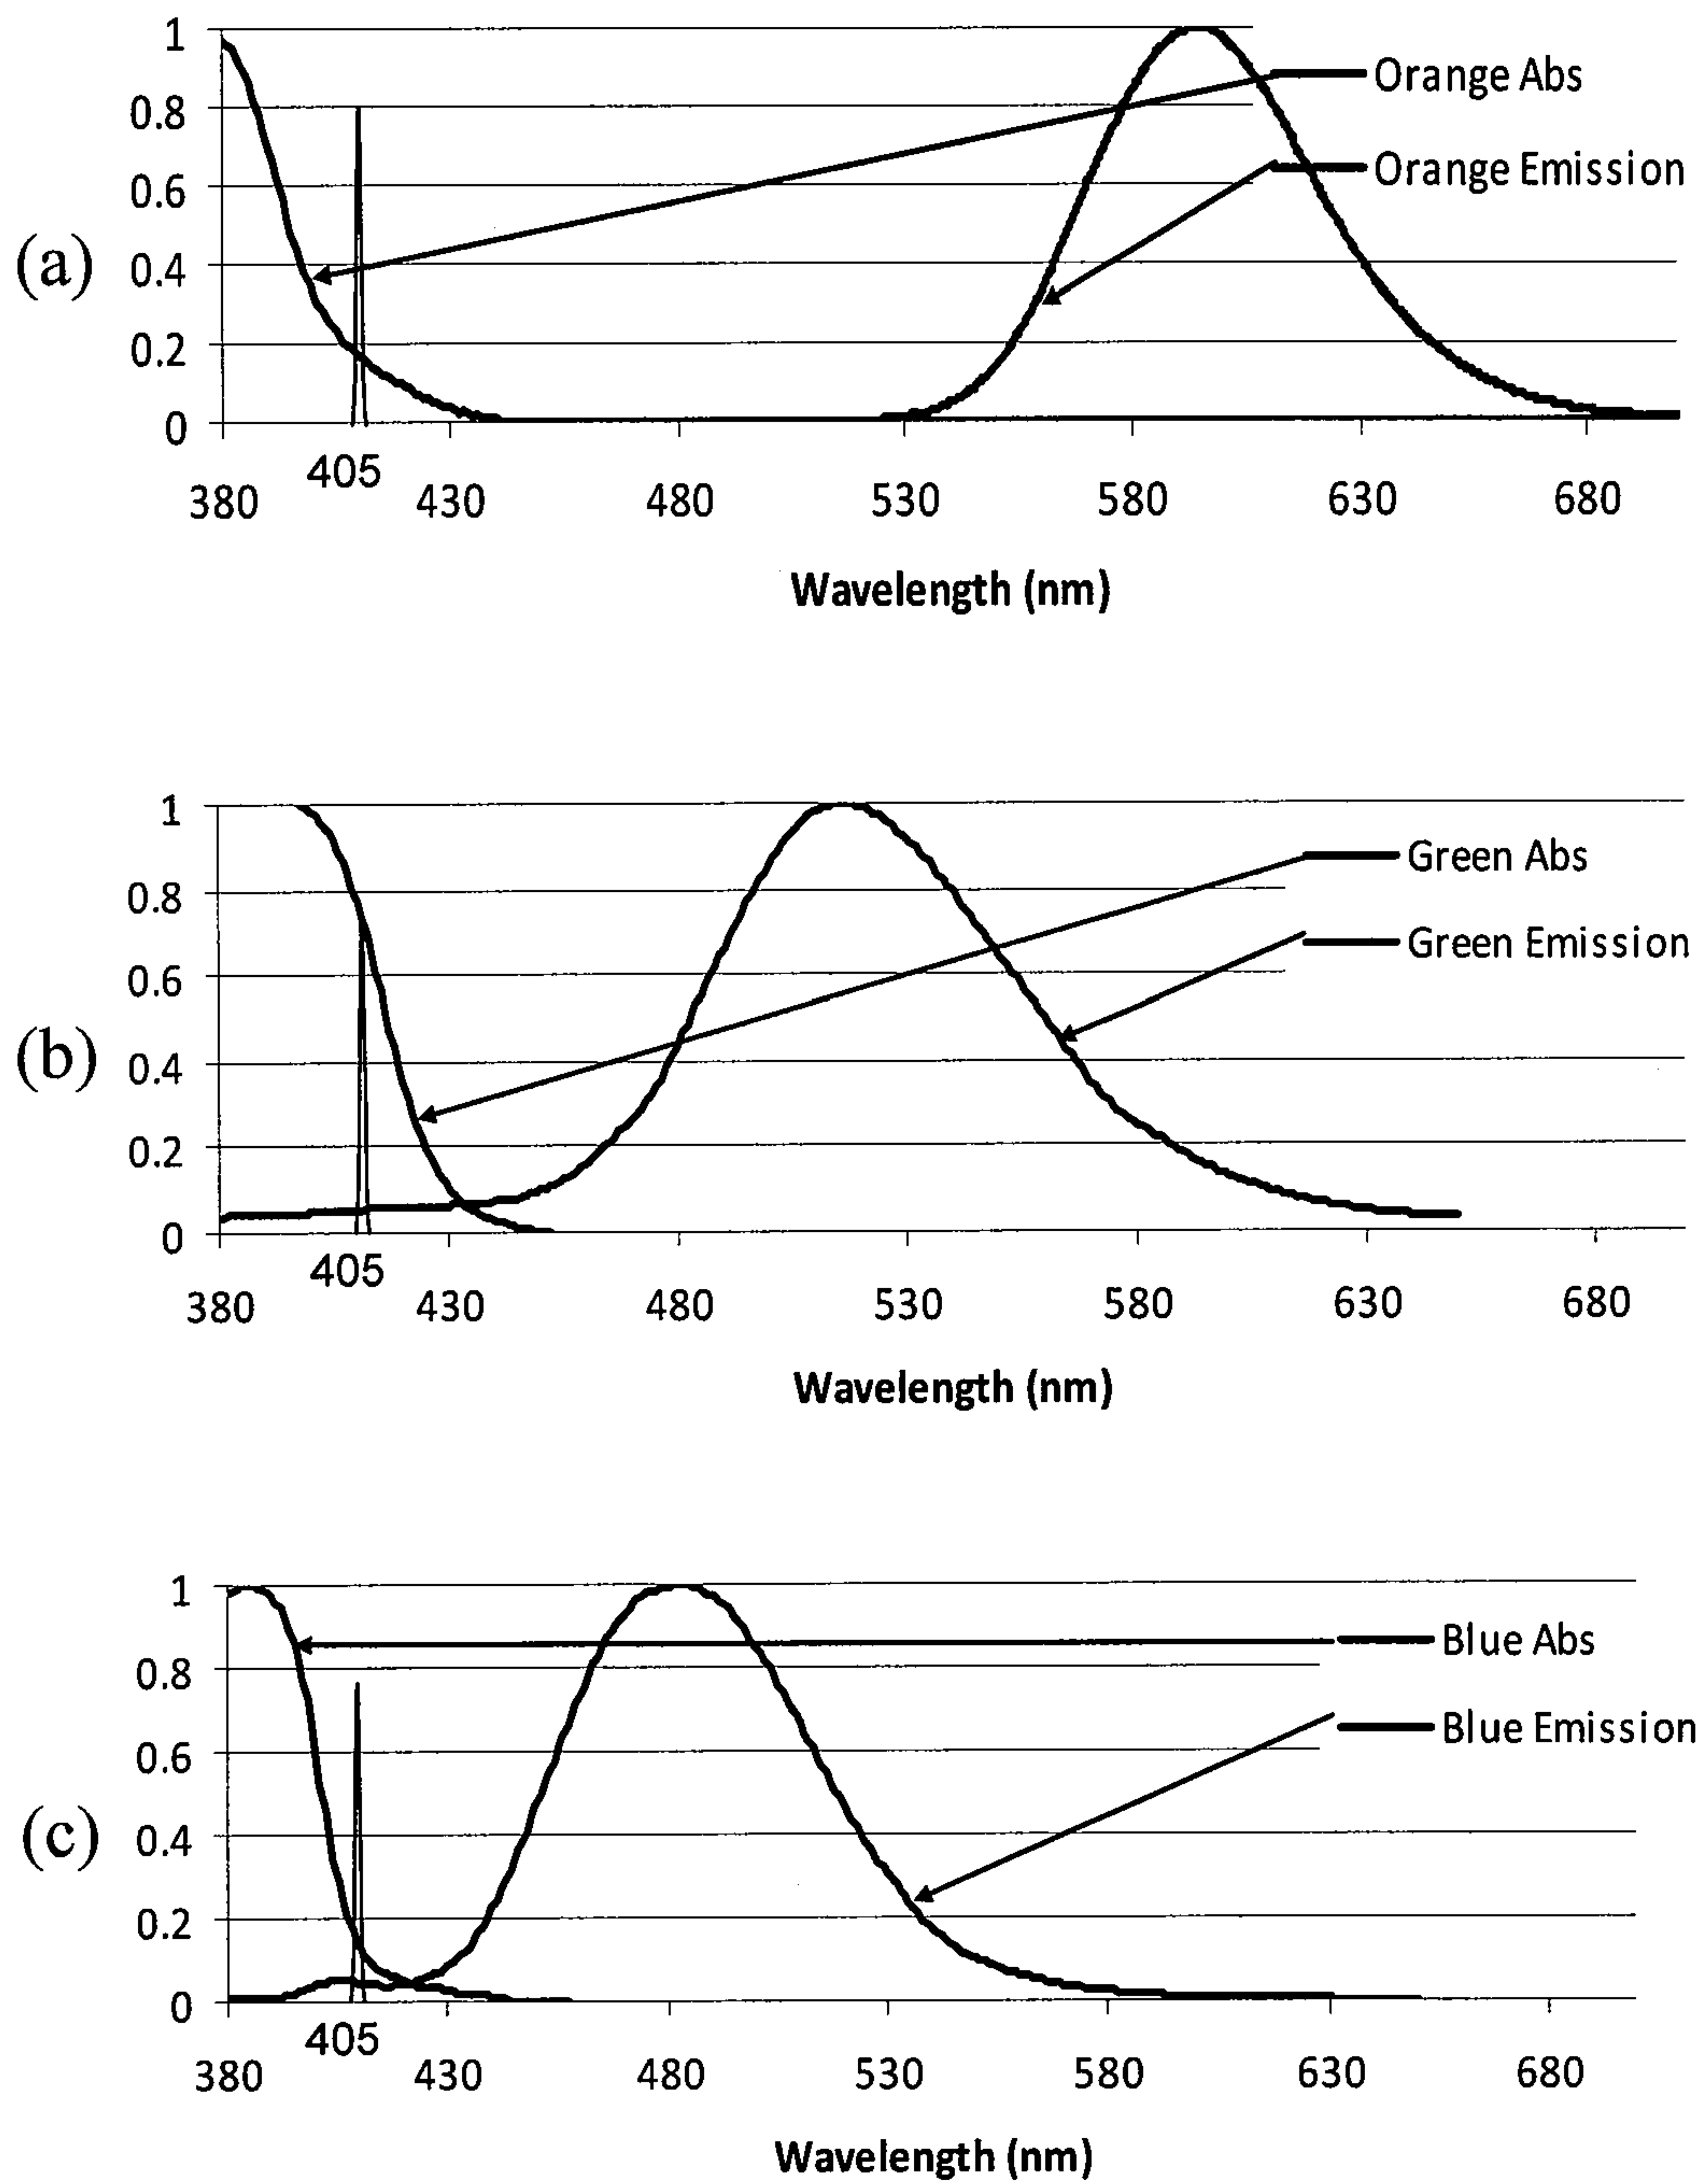 1
0.8
0.6
0.4
0.2
0
(a)
Orange Abs
Orange Emission
405
380 430 480 530 580 630 680
Wavelength (nm)
1
0.8
0.6
0.4
0.2
0
(b)
Green Abs
Green Emission
405
380 430 480 530 580 630 680
Wavelength (nm)
1
0.8
0.6
0.4
0.2
0
(c)
Blue Abs
Blue Emission
405
380 430 480 530 580 630 680
Wavelength (nm)